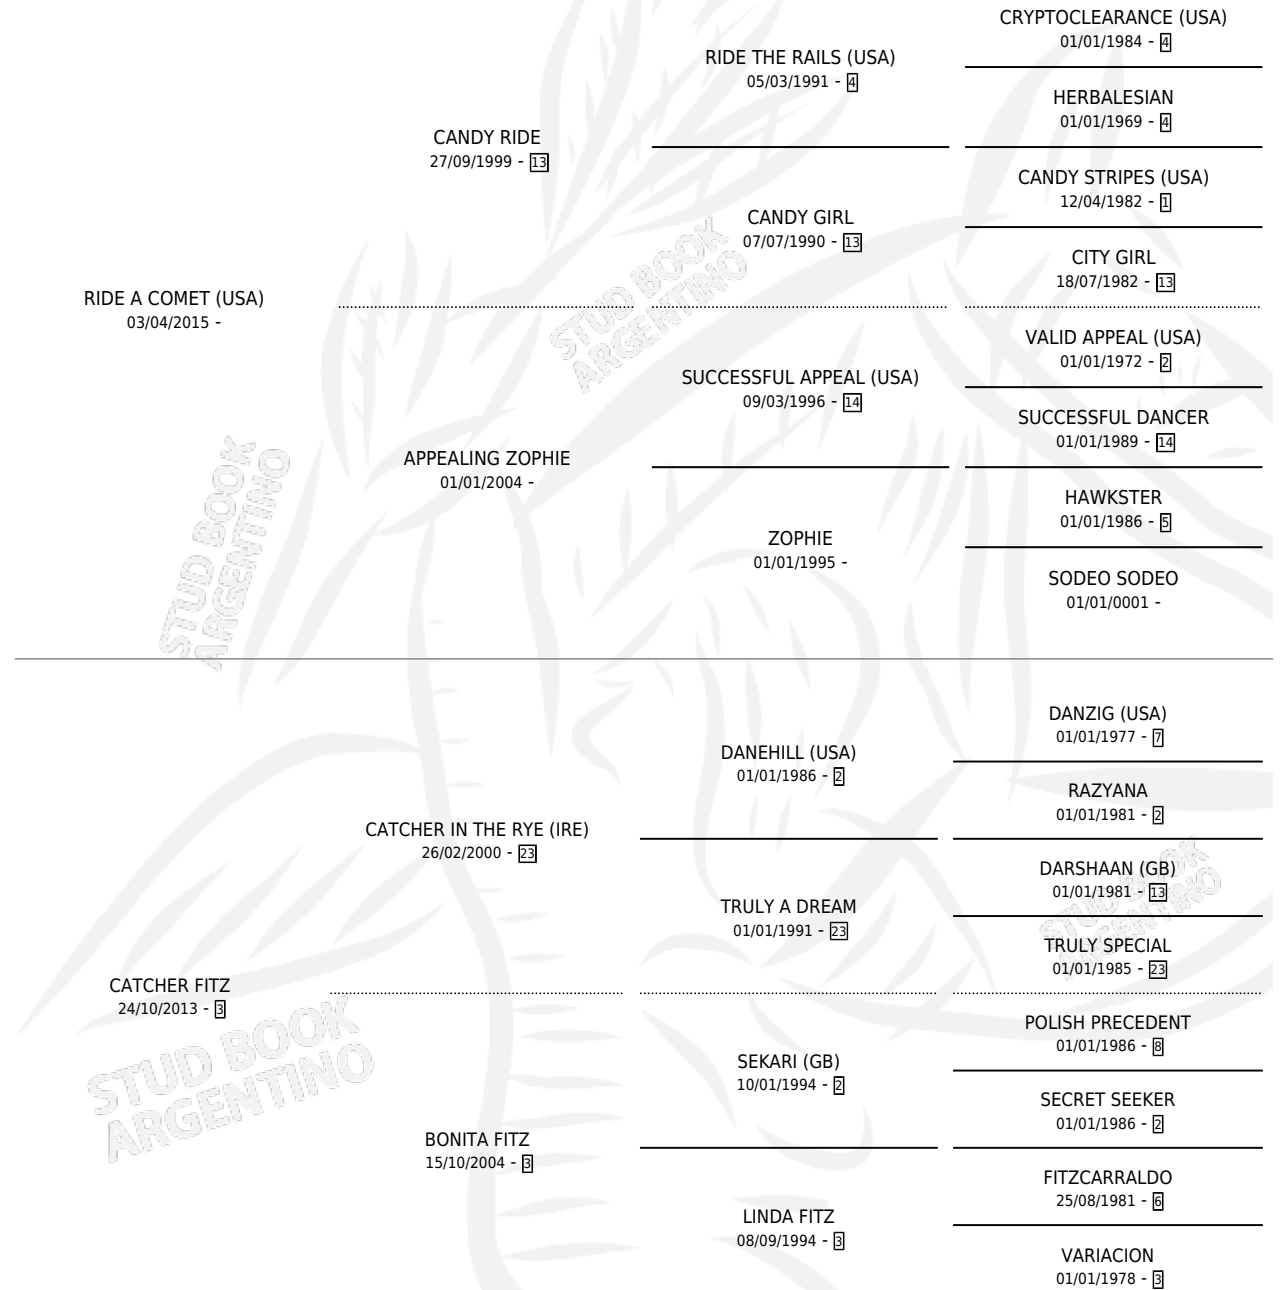 CRYPTOCLEARANCE (USA)
01/01/1984 - 4
RIDE THE RAILS (USA)
05/03/1991 - 4
HERBALESIAN
01/01/1969 - 4
CANDY RIDE
27/09/1999 - 13
CANDY STRIPES (USA)
12/04/1982 - 1
CANDY GIRL
07/07/1990 - 13
CITY GIRL
18/07/1982 - 13
RIDE A COMET (USA)
03/04/2015 -
VALID APPEAL (USA)
01/01/1972 - 2
SUCCESSFUL APPEAL (USA)
09/03/1996 - 14
SUCCESSFUL DANCER
01/01/1989 - 14
APPEALING ZOPHIE
01/01/2004 -
HAWKSTER
01/01/1986 - 5
ZOPHIE
01/01/1995 -
SODEO SODEO
01/01/0001 -
DANZIG (USA)
01/01/1977 - 7
DANEHILL (USA)
01/01/1986 - 2
RAZYANA
01/01/1981 - 2
CATCHER IN THE RYE (IRE)
26/02/2000 - 23
DARSHAAN (GB)
01/01/1981 - 13
TRULY A DREAM
01/01/1991 - 23
TRULY SPECIAL
01/01/1985 - 23
CATCHER FITZ
24/10/2013 - 3
POLISH PRECEDENT
01/01/1986 - 8
SEKARI (GB)
10/01/1994 - 2
SECRET SEEKER
01/01/1986 - 2
BONITA FITZ
15/10/2004 - 3
FITZCARRALDO
25/08/1981 - 6
LINDA FITZ
08/09/1994 - 3
VARIACION
01/01/1978 - 3
STUD BOOK
ARGENTINO
STUD BOOK
ARGENTINO
STUD BOOK
ARGENTINO
STUD BOOK
ARGENTINO